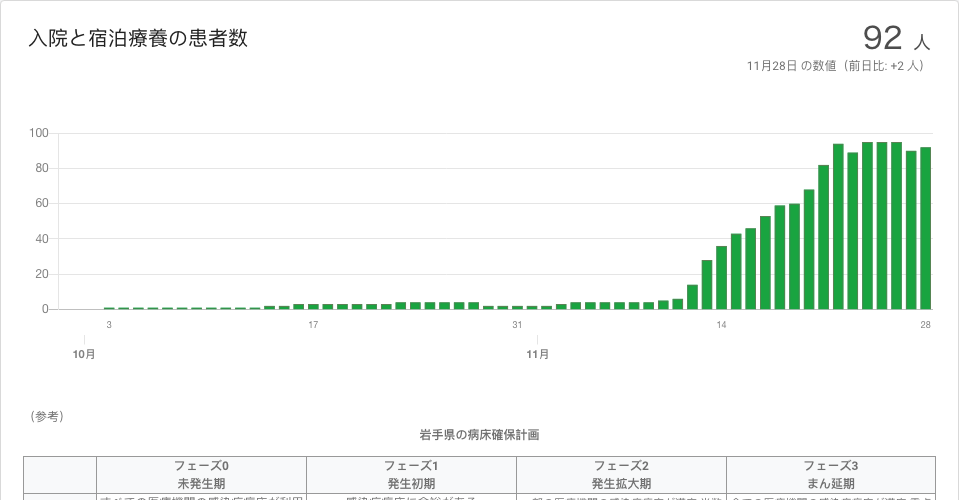 入院と宿泊療養の患者数
92 人
11月28日 の数値（前日比: +2 人）
100
80
60
40
20
0
3 17 31 14 28
10月 11月
(参考)
岩手県の病床確保計画
フェーズ0 フェーズ1 フェーズ2 フェーズ3
未発生期 発生初期 発生拡大期 まん延期